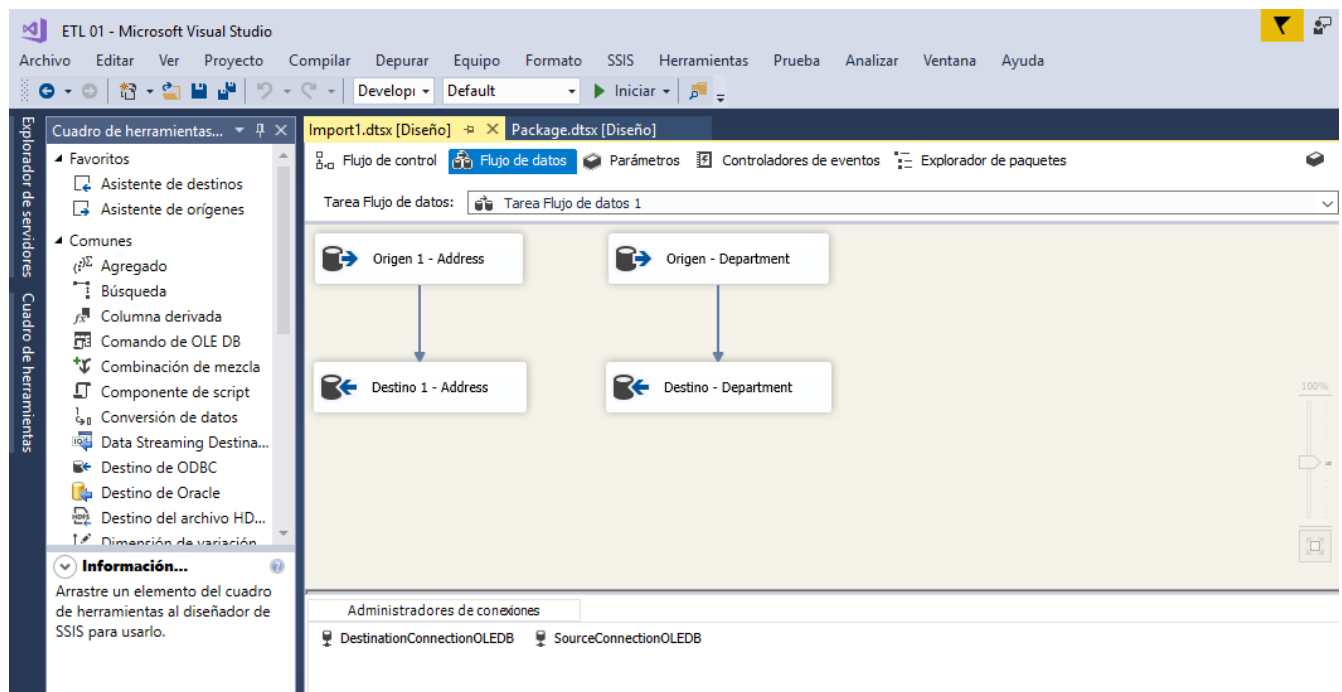 ETL 01 - Microsoft Visual Studio
Archivo Editar Ver Proyecto Compilar Depurar Equipo Formato SSIS Herramientas Prueba Analizar Ventana Ayuda
Developi Default Iniciar
Explorador de servidores
Cuadro de herramientas
Cuadro de herramientas...
Favoritos
Asistente de destinos
Asistente de orígenes
Comunes
Agregado
Búsqueda
Columna derivada
Comando de OLE DB
Combinación de mezcla
Componente de script
Conversión de datos
Data Streaming Destina...
Destino de ODBC
Destino de Oracle
Destino del archivo HD...
Dimensión de variación
Información...
Arrastre un elemento del cuadro
de herramientas al diseñador de
SSIS para usarlo.
Import1.dtsx [Diseño] Package.dtsx [Diseño]
Flujo de control Flujo de datos Parámetros Controladores de eventos Explorador de paquetes
Tarea Flujo de datos: Tarea Flujo de datos 1
Origen 1 - Address Origen - Department
Destino 1 - Address Destino - Department
100%
Administradores de conexiones
DestinationConnectionOLEDB SourceConnectionOLEDB